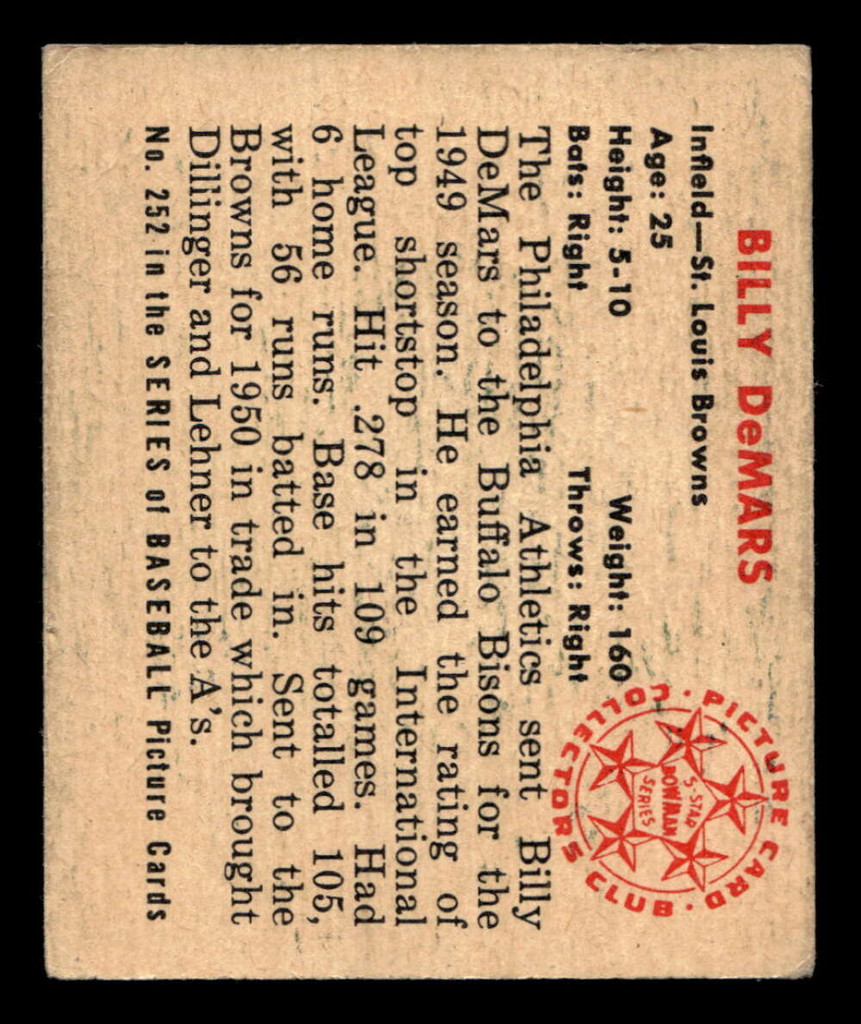 BILLY DeMARS
Infield—St. Louis Browns
Age: 25
Height: 5-10 Weight: 160
Bats: Right Throws: Right
The Philadelphia Athletics sent Billy
DeMars to the Buffalo Bisons for the
1949 season. He earned the rating of
top shortstop in the International
League. Hit .278 in 109 games. Had
6 home runs. Base hits totalled 105,
with 56 runs batted in. Sent to the
Browns for 1950 in trade which brought
Dillinger and Lehner to the A's.
No. 252 in the SERIES of BASEBALL Picture Cards
· PICTURE CARD · COLLECTORS CLUB
5-STAR
BOWMAN
SERIES